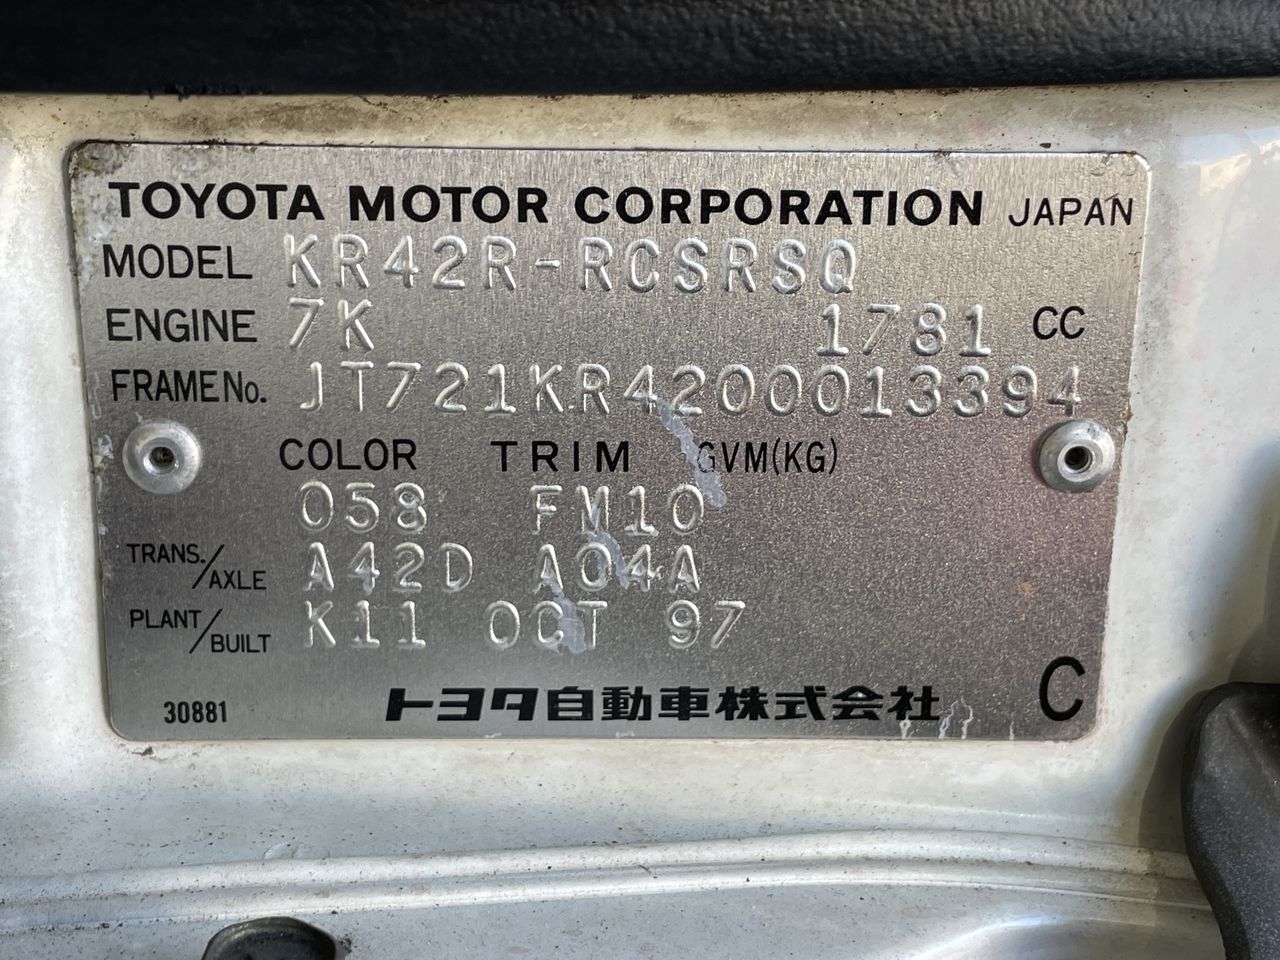 TOYOTA MOTOR CORPORATION JAPAN
MODEL KR42R-RCSRSQ
ENGINE 7K 1781 CC
FRAME No. JT721KR4200013394
COLOR TRIM GVM(KG)
058 FM10
TRANS./AXLE A42D A04A
PLANT/BUILT K11 OCT 97
30881 トヨタ自動車株式会社 C